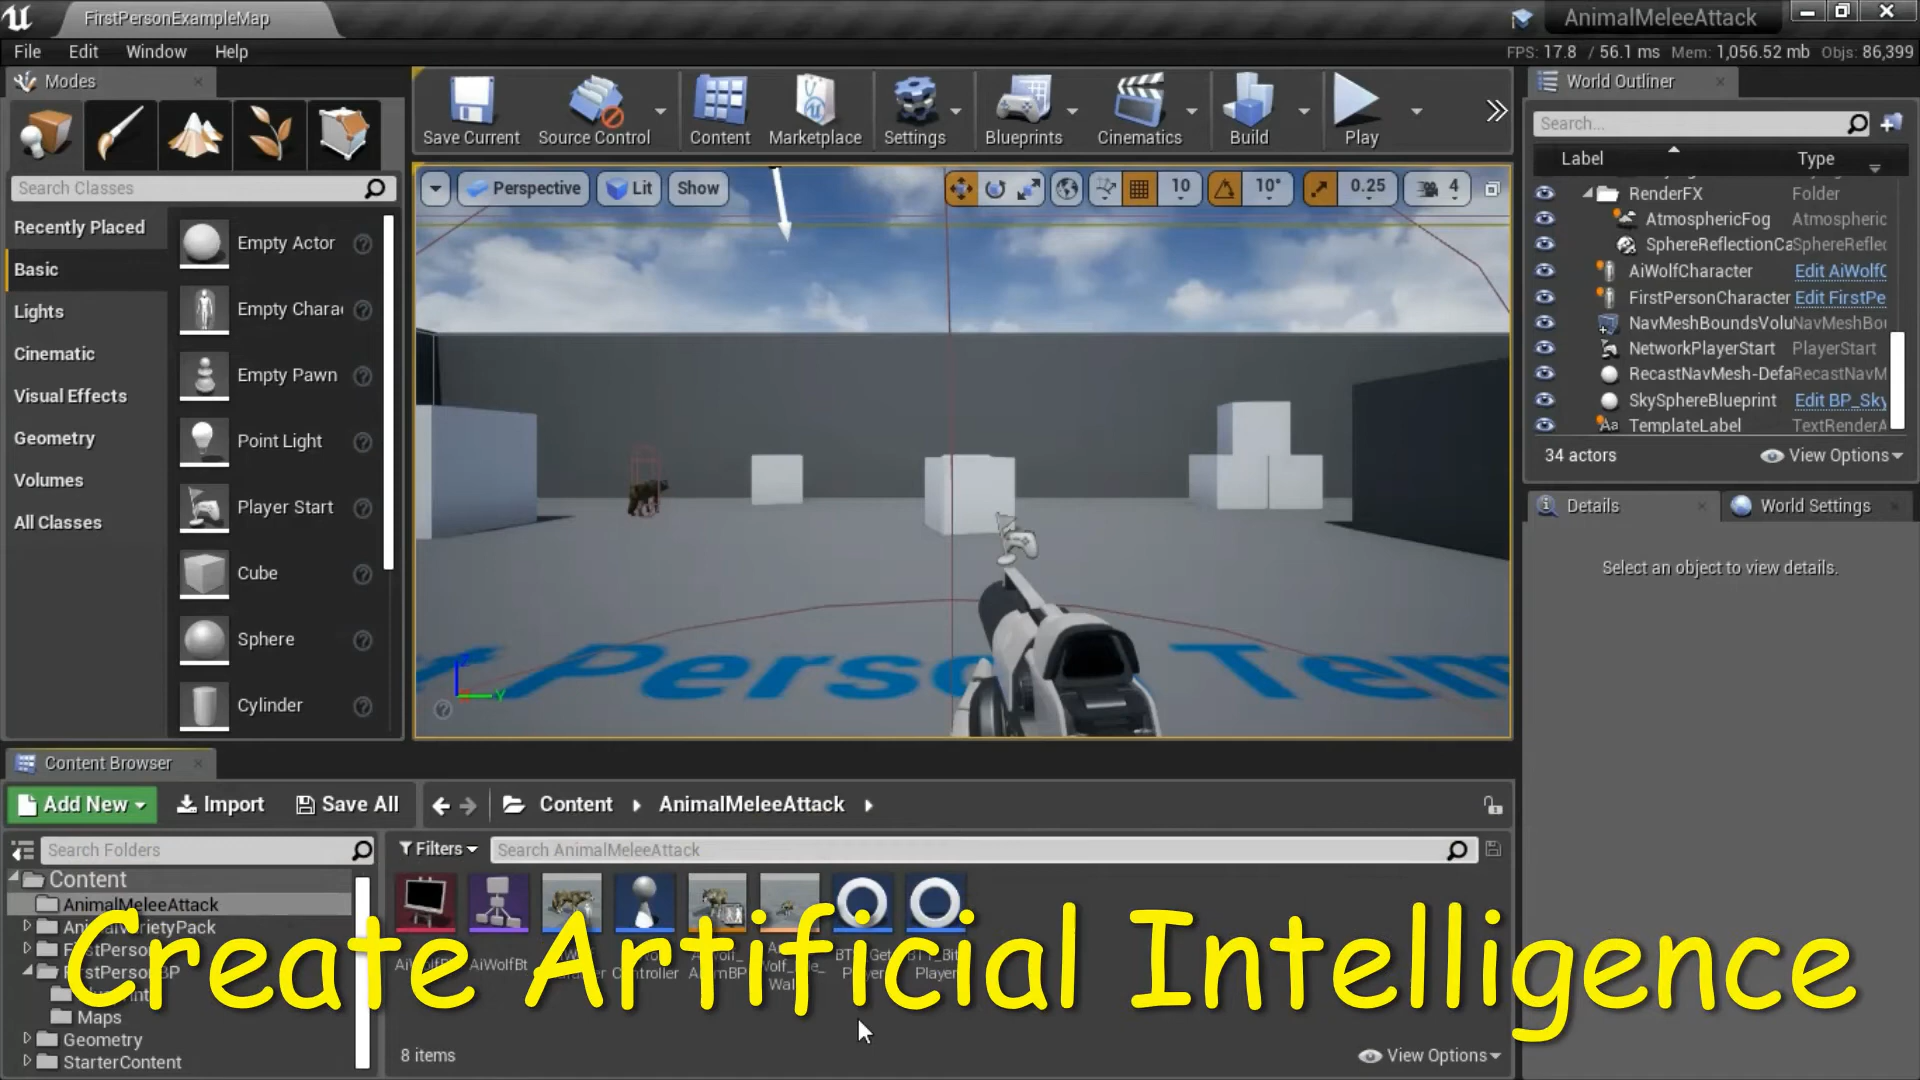 FirstPersonExampleMap
AnimalMeleeAttack
File Edit Window Help
FPS: 17.8 / 56.1 ms Mem: 1,056.52 mb Objs: 86,399
Modes
Search Classes
Recently Placed
Basic
Lights
Cinematic
Visual Effects
Geometry
Volumes
All Classes
Empty Actor
Empty Chara
Empty Pawn
Point Light
Player Start
Cube
Sphere
Cylinder
Save Current
Source Control
Content
Marketplace
Settings
Blueprints
Cinematics
Build
Play
Perspective Lit Show 10 10° 0.25 4
Person Tem
World Outliner
Search...
Label Type
RenderFX Folder
AtmosphericFog Atmospheric
SphereReflectionCa SphereReflec
AiWolfCharacter Edit AiWolfC
FirstPersonCharacter Edit FirstPe
NavMeshBoundsVolu NavMeshBou
NetworkPlayerStart PlayerStart
RecastNavMesh-Defa RecastNavM
SkySphereBlueprint Edit BP_Sky
TemplateLabel TextRenderA
34 actors View Options
Details World Settings
Select an object to view details.
Content Browser
Add New Import Save All Content AnimalMeleeAttack
Search Folders
Filters Search AnimalMeleeAttack
Content
AnimalMeleeAttack
FirstPersonBP
Maps
Geometry
StarterContent
AiWolfBt
Controller
Player
Player
Create Artificial Intelligence
8 items View Options